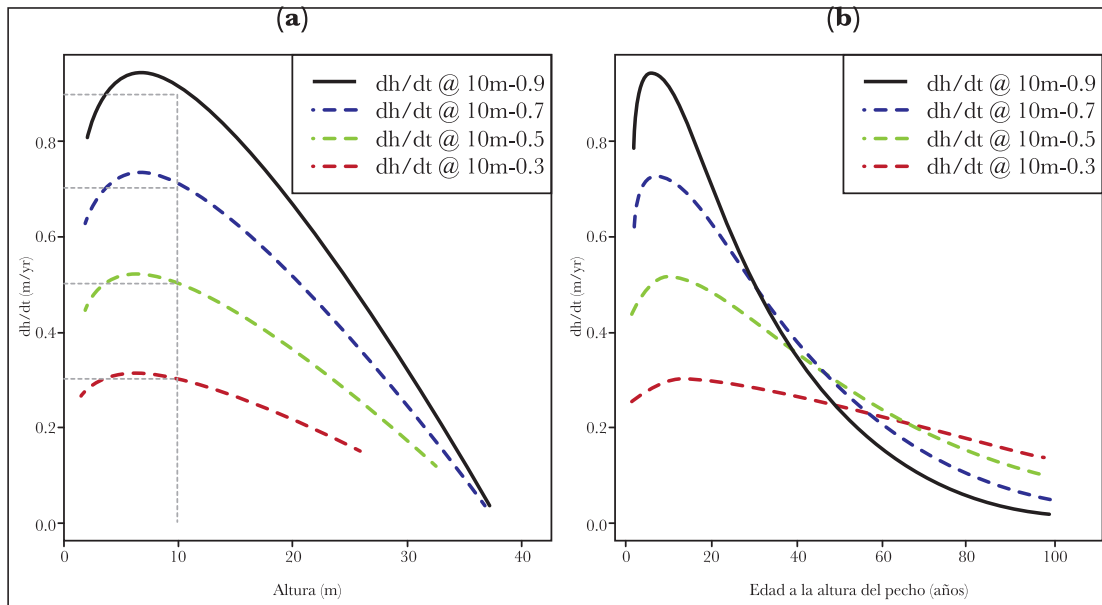 (a)
dh/dt @ 10m-0.9
dh/dt @ 10m-0.7
dh/dt @ 10m-0.5
dh/dt @ 10m-0.3
dh/dt (m/yr)
0.8
0.6
0.4
0.2
0.0
0 10 20 30 40
Altura (m)
(b)
dh/dt @ 10m-0.9
dh/dt @ 10m-0.7
dh/dt @ 10m-0.5
dh/dt @ 10m-0.3
dh/dt (m/yr)
0.8
0.6
0.4
0.2
0.0
0 20 40 60 80 100
Edad a la altura del pecho (años)